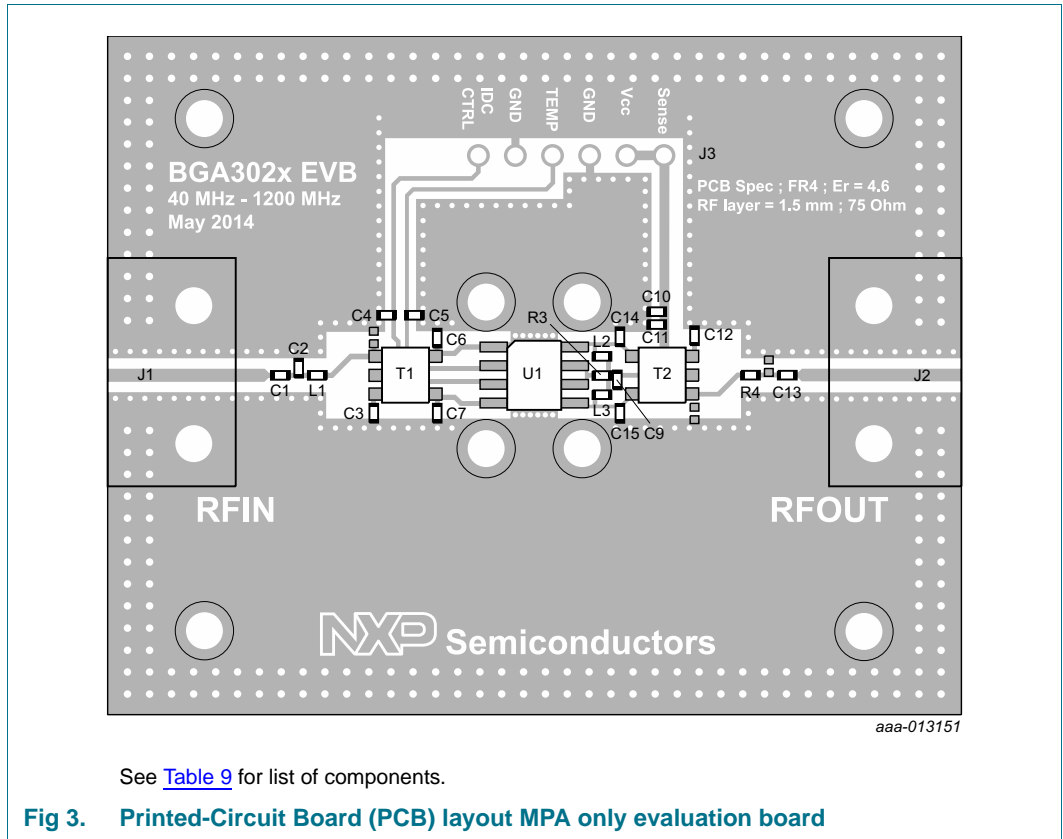 IDC
CTRL
GND
TEMP
GND
Vcc
Sense
J3
BGA302x EVB
40 MHz - 1200 MHz
May 2014
PCB Spec ; FR4 ; Er = 4.6
RF layer = 1.5 mm ; 75 Ohm
C10
C4
C5
R3
C14
C11
C12
C6
L2
C2
J1
T1
U1
T2
J2
C1
L1
R4
C13
C3
C7
L3
C15
C9
RFIN
RFOUT
NXP Semiconductors
aaa-013151
See Table 9 for list of components.
Fig 3. Printed-Circuit Board (PCB) layout MPA only evaluation board